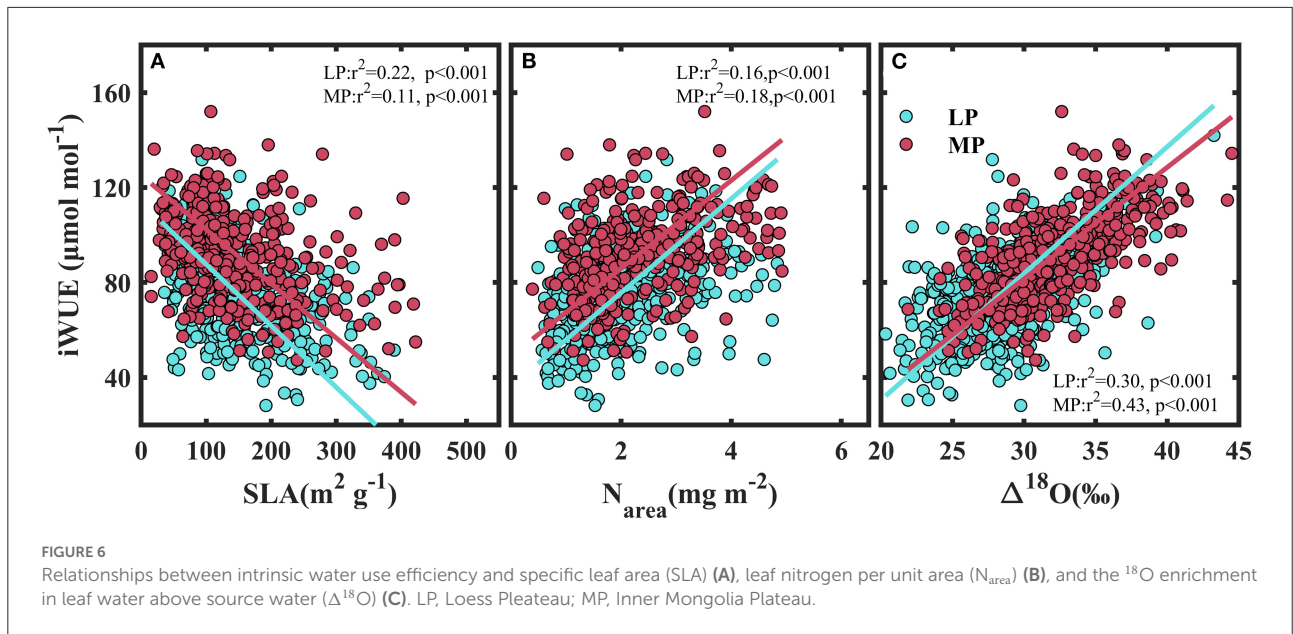 A
LP:r²=0.22, p<0.001
MP:r²=0.11, p<0.001
B
LP:r²=0.16,p<0.001
MP:r²=0.18,p<0.001
C
LP
MP
LP:r²=0.30, p<0.001
MP:r²=0.43, p<0.001
iWUE (μmol mol⁻¹)
160
120
80
40
0 100 200 300 400 500
0 2 4 6
20 25 30 35 40 45
SLA(m² g⁻¹)
N_area(mg m⁻²)
Δ¹⁸O(‰)
FIGURE 6
Relationships between intrinsic water use efficiency and specific leaf area (SLA) (A), leaf nitrogen per unit area (N_area) (B), and the ¹⁸O enrichment
in leaf water above source water (Δ¹⁸O) (C). LP, Loess Pleateau; MP, Inner Mongolia Plateau.